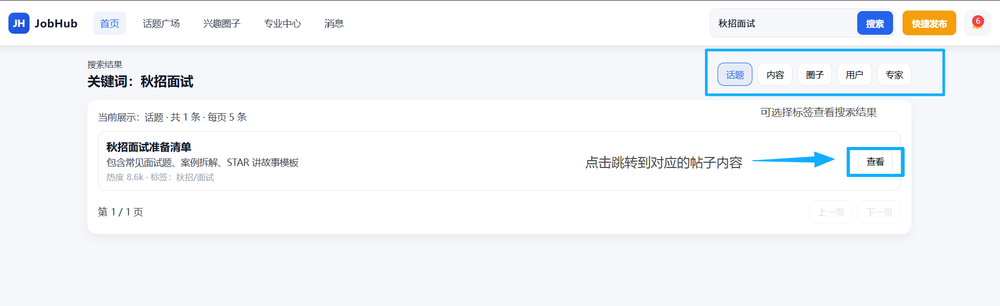 JH JobHub 首页 话题广场 兴趣圈子 专业中心 消息 秋招面试 搜索 快捷发布 6
搜索结果
关键词：秋招面试
话题 内容 圈子 用户 专家
当前展示：话题 · 共 1 条 · 每页 5 条
可选择标签查看搜索结果
秋招面试准备清单
包含常见面试题、案例拆解、STAR 讲故事模板
热度 8.6k · 标签：秋招/面试
点击跳转到对应的帖子内容
查看
第 1 / 1 页
上一页 下一页